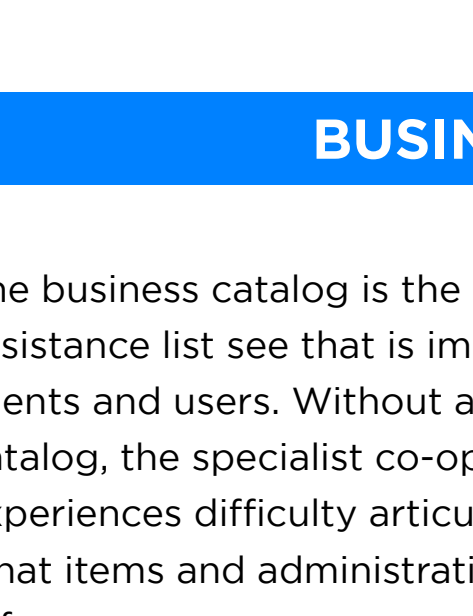 BUSIN
he business catalog is the
sistance list see that is im
ents and users. Without a
talog, the specialist co-op
periences difficulty articu
hat items and administrati